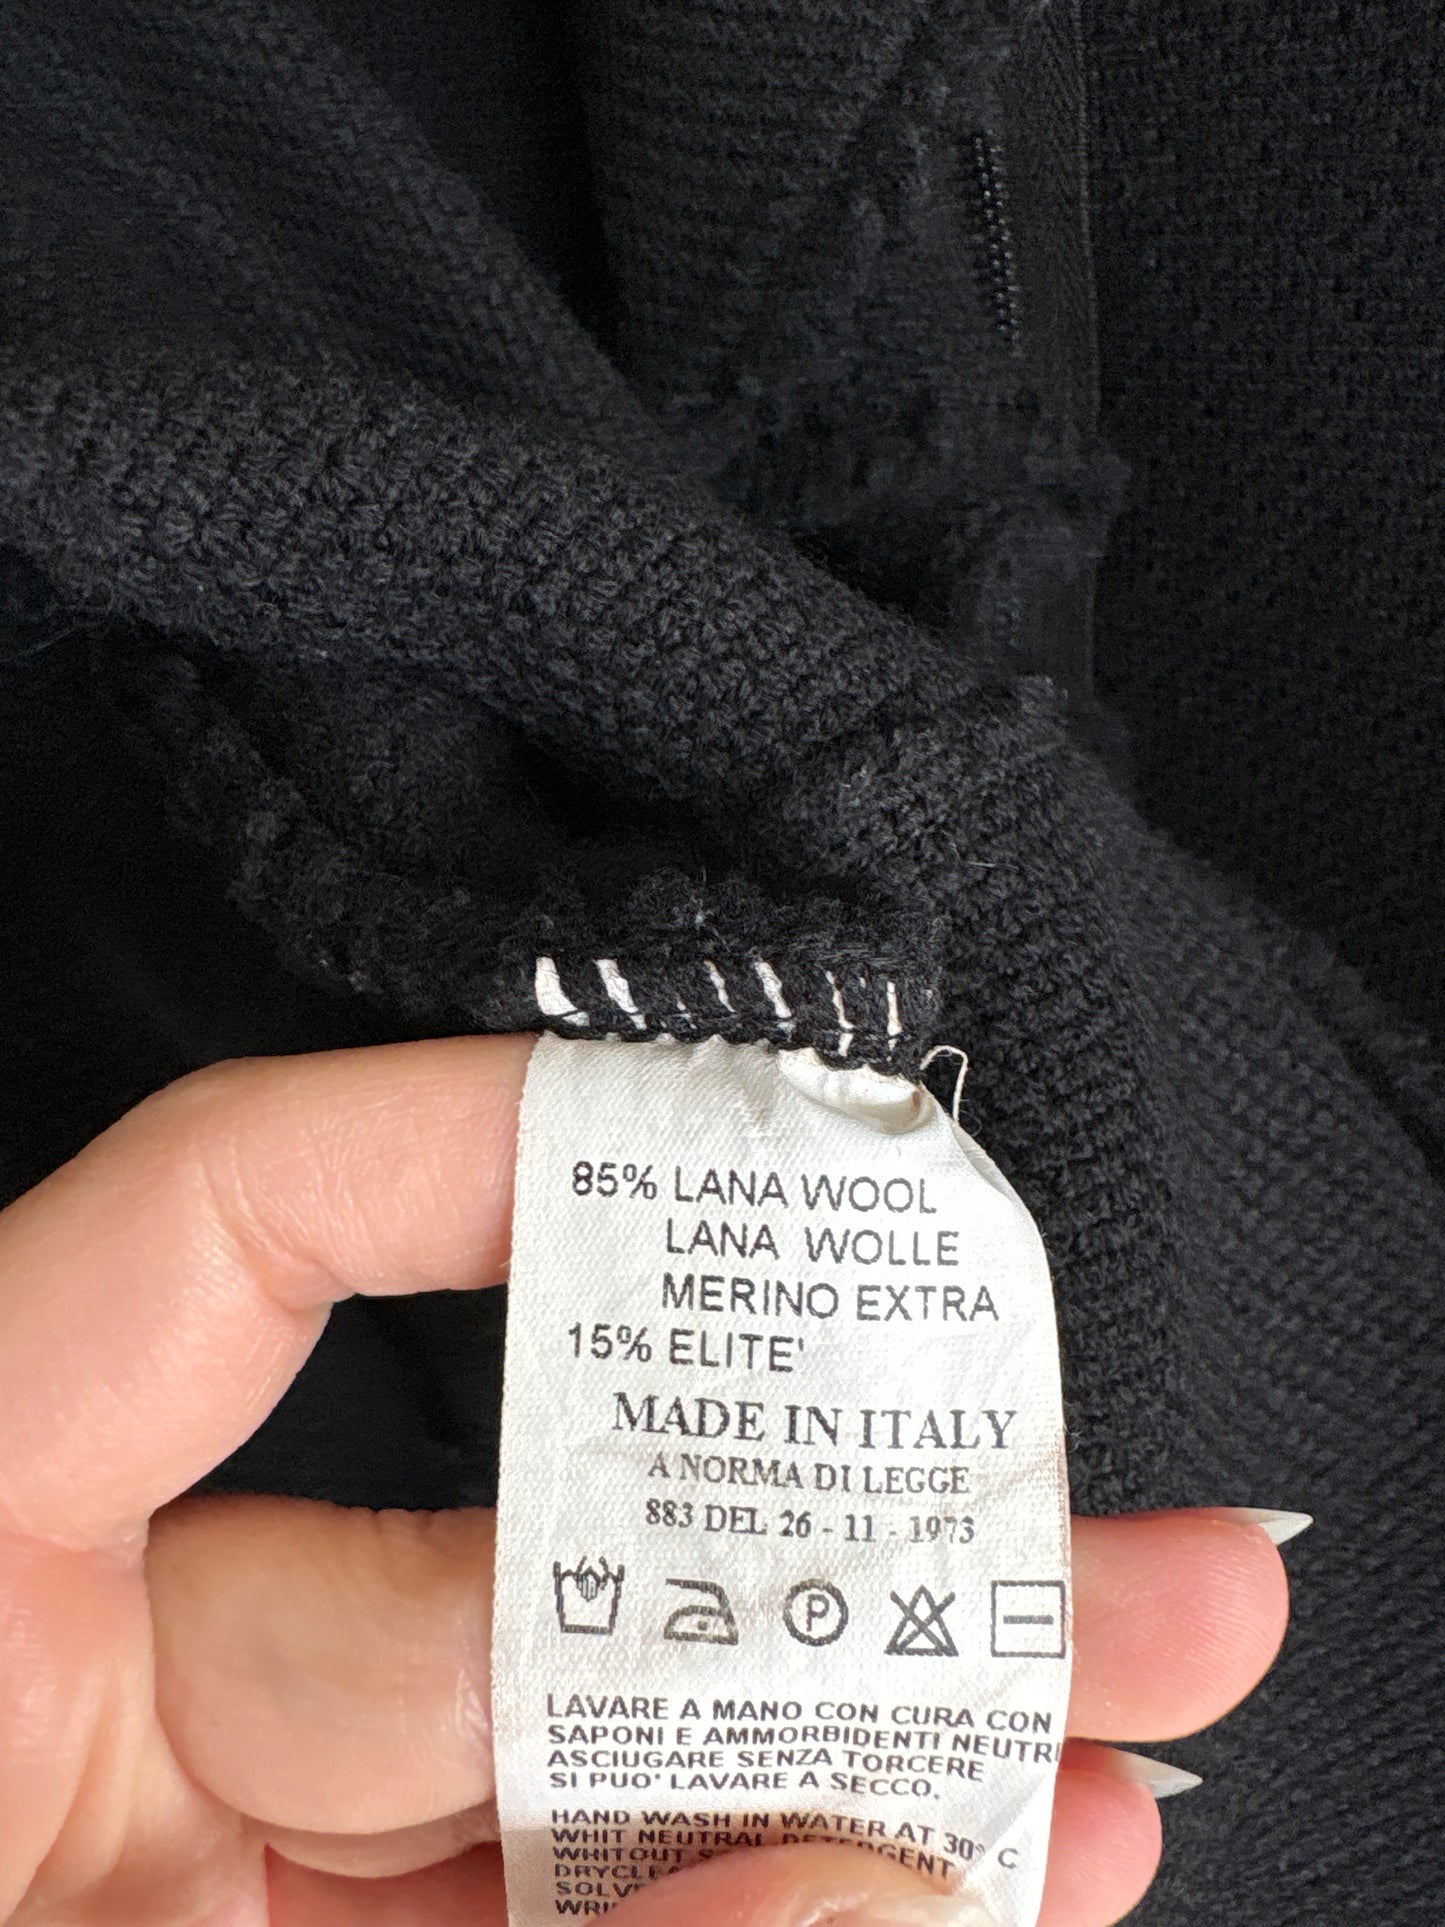 85% LANA WOOL
LANA WOLLE
MERINO EXTRA
15% ELITE'
MADE IN ITALY
A NORMA DI LEGGE
883 DEL 26 - 11 - 1973
P
LAVARE A MANO CON CURA CON
SAPONI E AMMORBIDENTI NEUTRI
ASCIUGARE SENZA TORCERE
SI PUO' LAVARE A SECCO.
HAND WASH IN WATER AT 30° C
WHIT NEUTRAL DETERGENT
WHITOUT